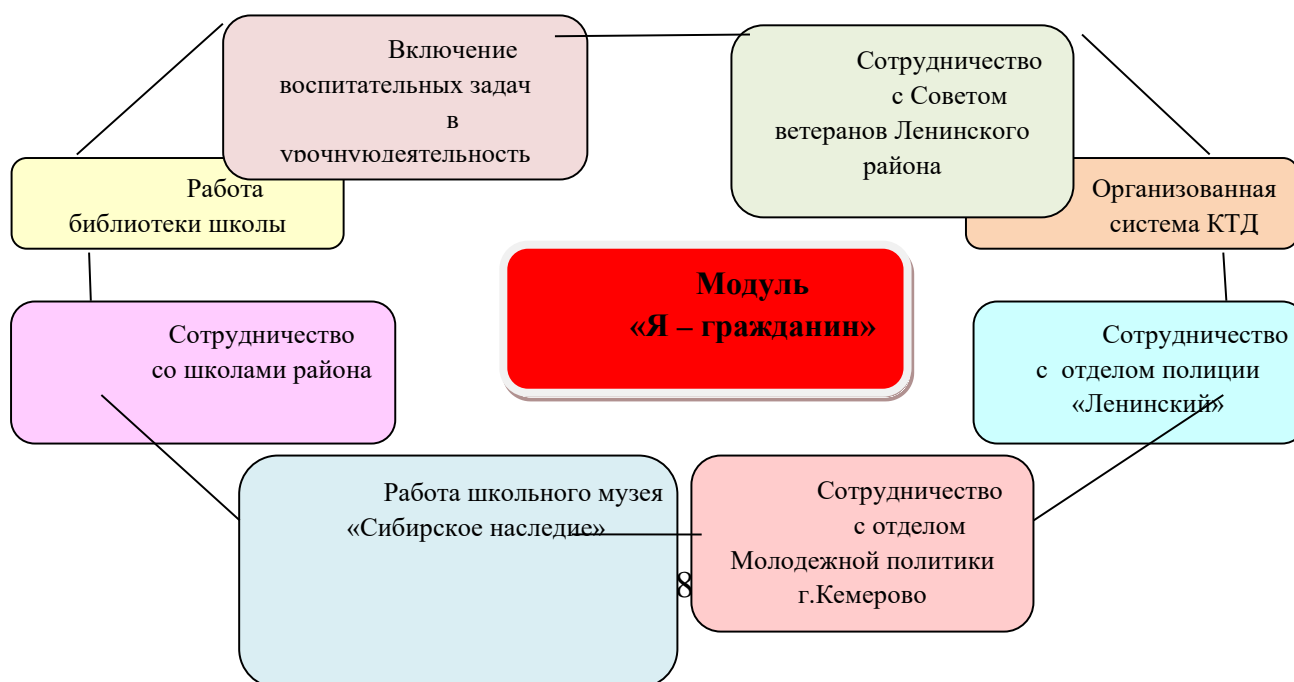 Включение
воспитательных задач
в
урочнуюдеятельность
Сотрудничество
с Советом
ветеранов Ленинского
района
Работа
библиотеки школы
Организованная
система КТД
Модуль
«Я – гражданин»
Сотрудничество
со школами района
Сотрудничество
с отделом полиции
«Ленинский»
Работа школьного музея
«Сибирское наследие»
Сотрудничество
с отделом
Молодежной политики
г.Кемерово
8